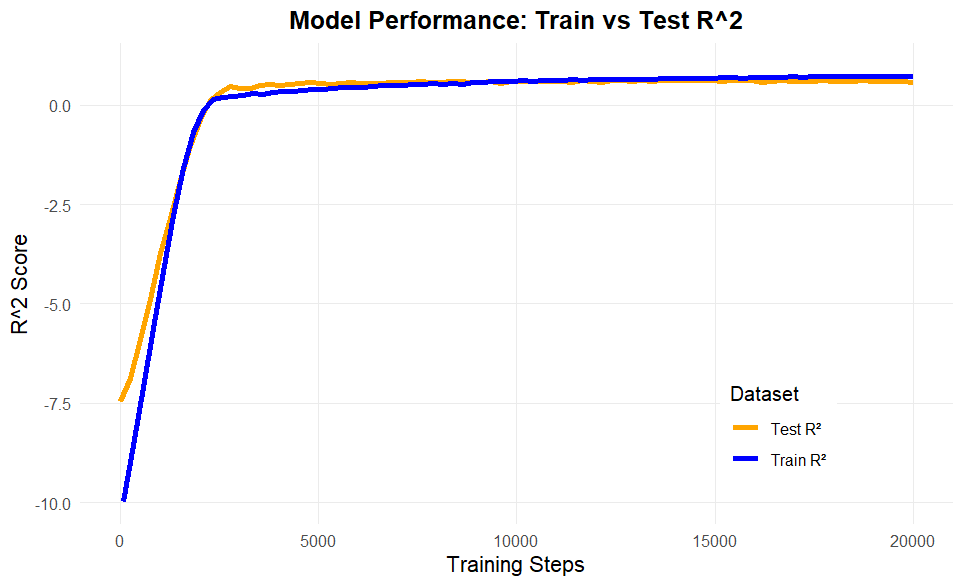 Model Performance: Train vs Test R^2
R^2 Score
0.0
-2.5
-5.0
-7.5
-10.0
Dataset
Test R²
Train R²
0 5000 10000 15000 20000
Training Steps